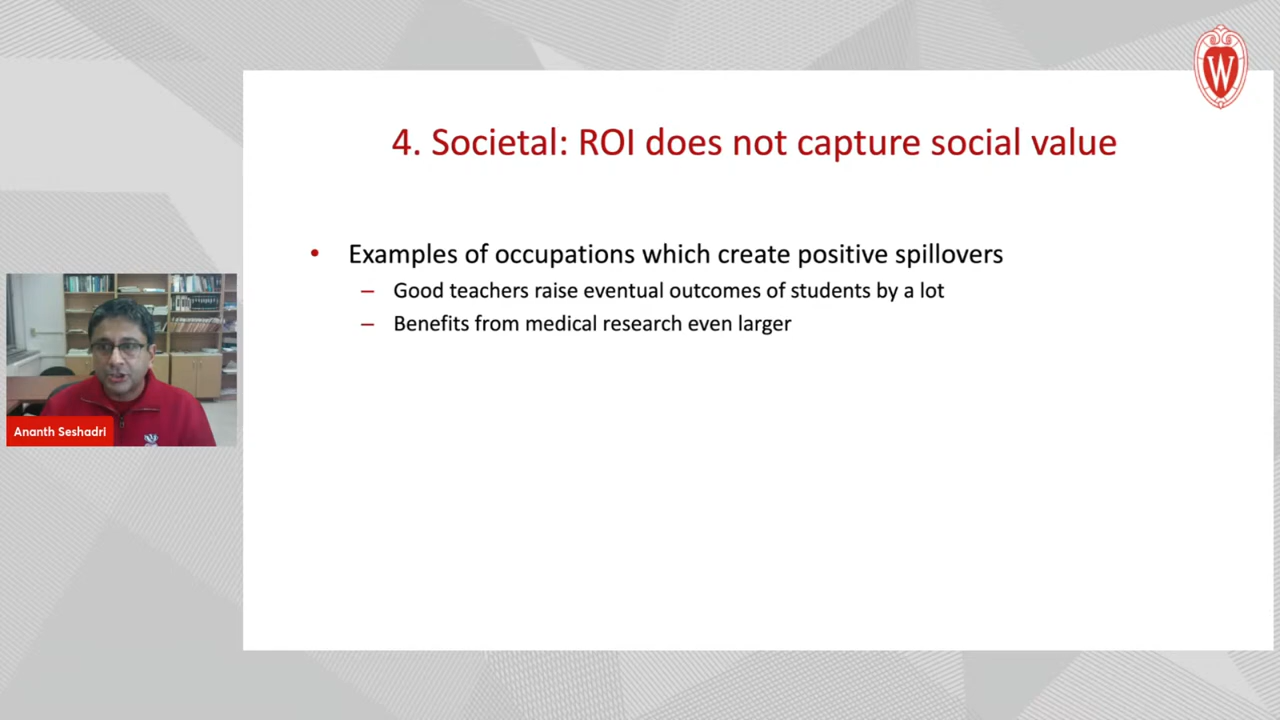 W
4. Societal: ROI does not capture social value
• Examples of occupations which create positive spillovers
– Good teachers raise eventual outcomes of students by a lot
– Benefits from medical research even larger
Ananth Seshadri